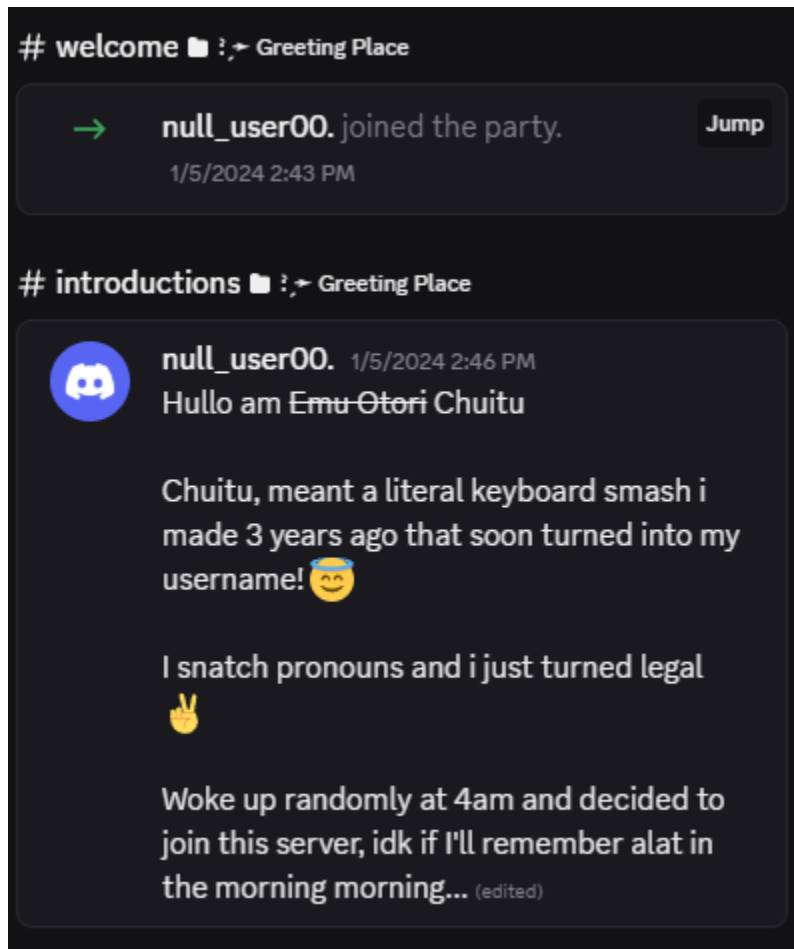 # welcome 📁 ⵓ ˚➛ Greeting Place
null_user00. joined the party.
Jump
1/5/2024 2:43 PM
# introductions 📁 ⵓ ˚➛ Greeting Place
null_user00. 1/5/2024 2:46 PM
Hullo am Emu Otori Chuitu
Chuitu, meant a literal keyboard smash i
made 3 years ago that soon turned into my
username!😇
I snatch pronouns and i just turned legal
✌️
Woke up randomly at 4am and decided to
join this server, idk if I'll remember alat in
the morning morning... (edited)